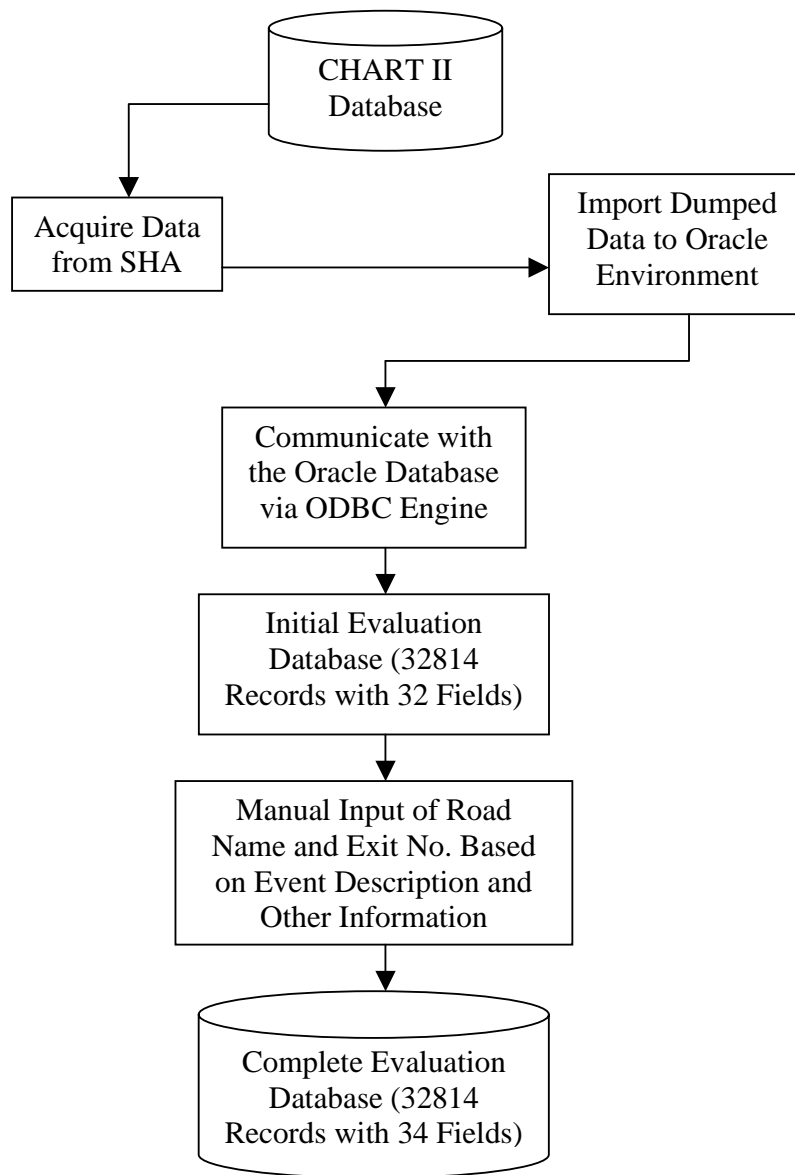 CHART II
Database
Acquire Data
from SHA
Import Dumped
Data to Oracle
Environment
Communicate with
the Oracle Database
via ODBC Engine
Initial Evaluation
Database (32814
Records with 32 Fields)
Manual Input of Road
Name and Exit No. Based
on Event Description and
Other Information
Complete Evaluation
Database (32814
Records with 34 Fields)